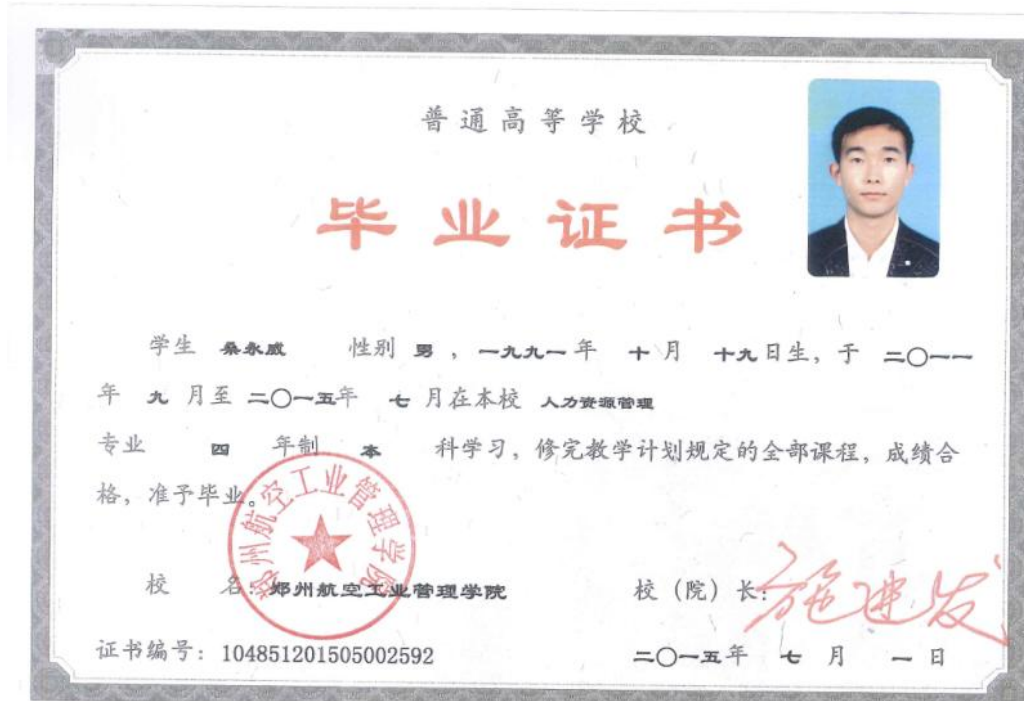 普通高等学校
毕业证书
学生 桑永威 性别 男，一九九一年 十月 十九日生，于 二〇一一
年 九 月至 二〇一五年 七 月在本校 人力资源管理
专业 四 年制 本 科学习，修完教学计划规定的全部课程，成绩合
格，准予毕业。
郑州航空工业管理学院
校 名：郑州航空工业管理学院
校（院）长：施建发
证书编号：104851201505002592
二〇一五年 七 月 一 日